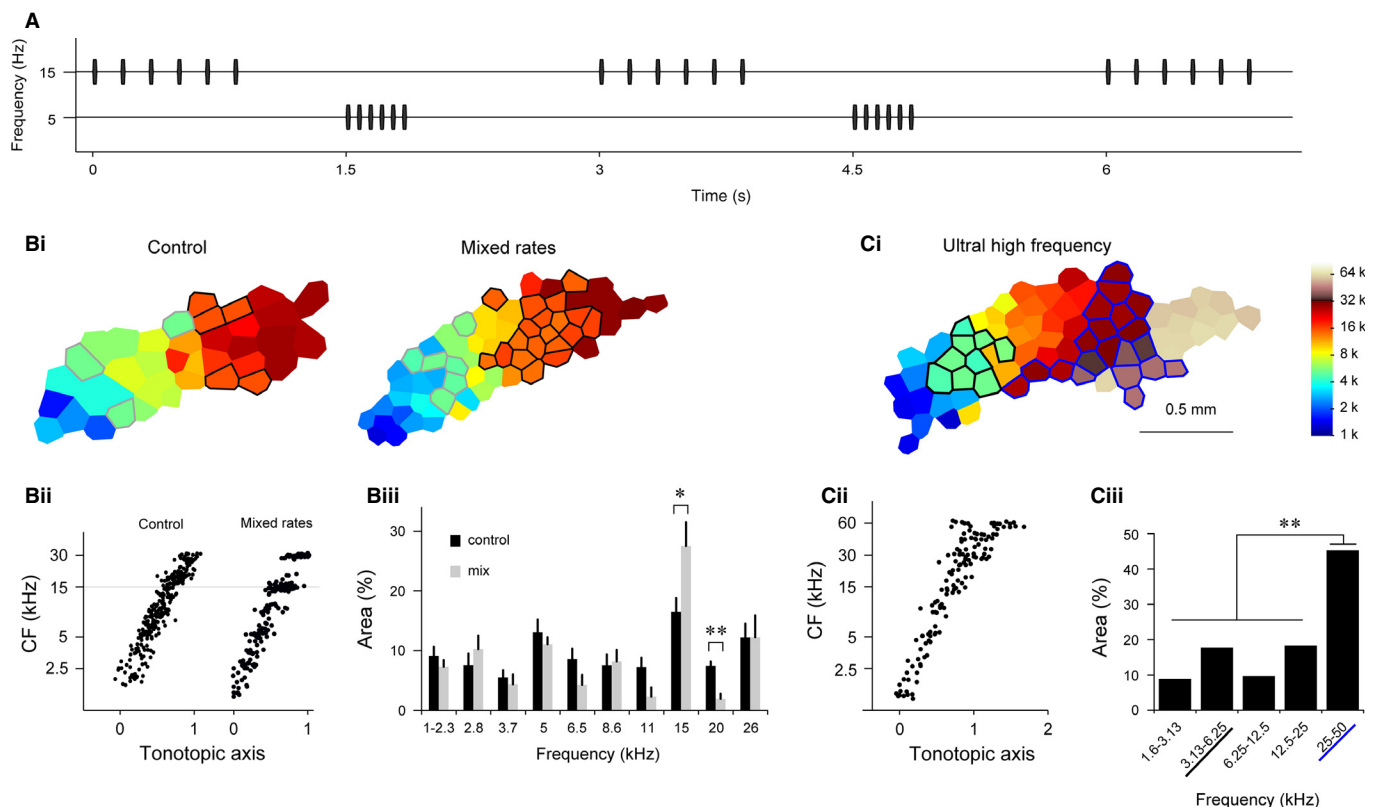 A
Frequency (Hz)
15
5
0 1.5 3 4.5 6
Time (s)
Bi
Control
Mixed rates
Ci
Ultral high frequency
64 k
32 k
16 k
8 k
4 k
2 k
1 k
0.5 mm
Bii
Control
Mixed rates
CF (kHz)
30
15
5
2.5
0 1 0 1
Tonotopic axis
Biii
Area (%)
30
20
10
0
control
mix
*
**
1-2.3 2.8 3.7 5 6.5 8.6 11 15 20 26
Frequency (kHz)
Cii
CF (kHz)
60
30
15
5
2.5
0 1 2
Tonotopic axis
Ciii
Area (%)
50
40
30
20
10
0
**
1.6-3.13
3.13-6.25
6.25-12.5
12.5-25
25-50
Frequency (kHz)